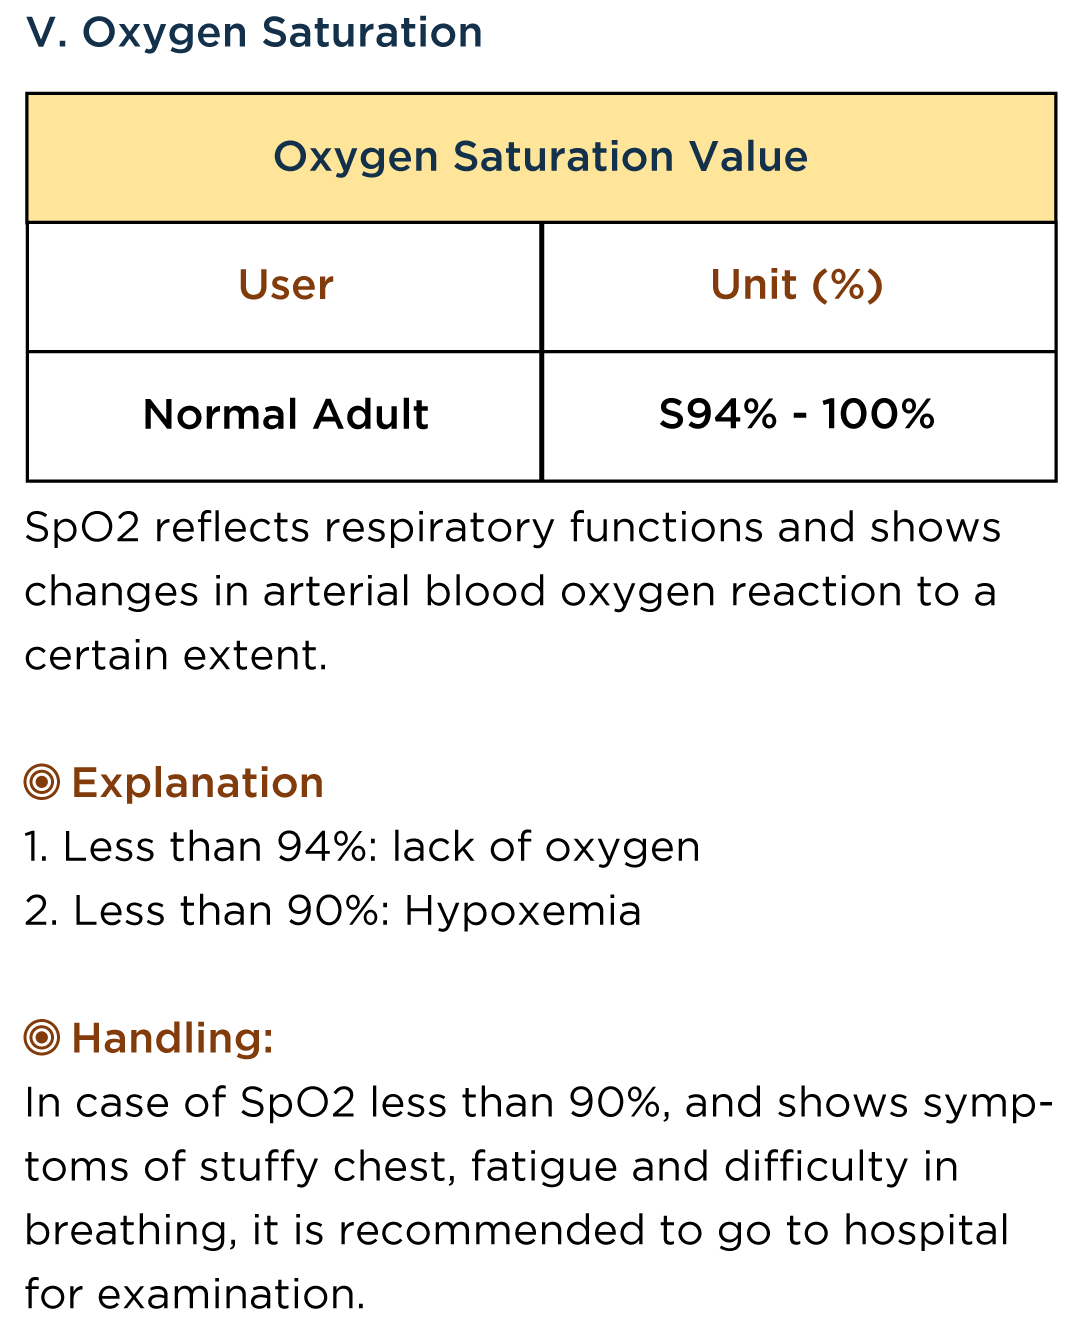 V. Oxygen Saturation
Oxygen Saturation Value
User
Unit (%)
Normal Adult
S94% - 100%
SpO2 reflects respiratory functions and shows
changes in arterial blood oxygen reaction to a
certain extent.
Explanation
1. Less than 94%: lack of oxygen
2. Less than 90%: Hypoxemia
Handling:
In case of SpO2 less than 90%, and shows symp-
toms of stuffy chest, fatigue and difficulty in
breathing, it is recommended to go to hospital
for examination.